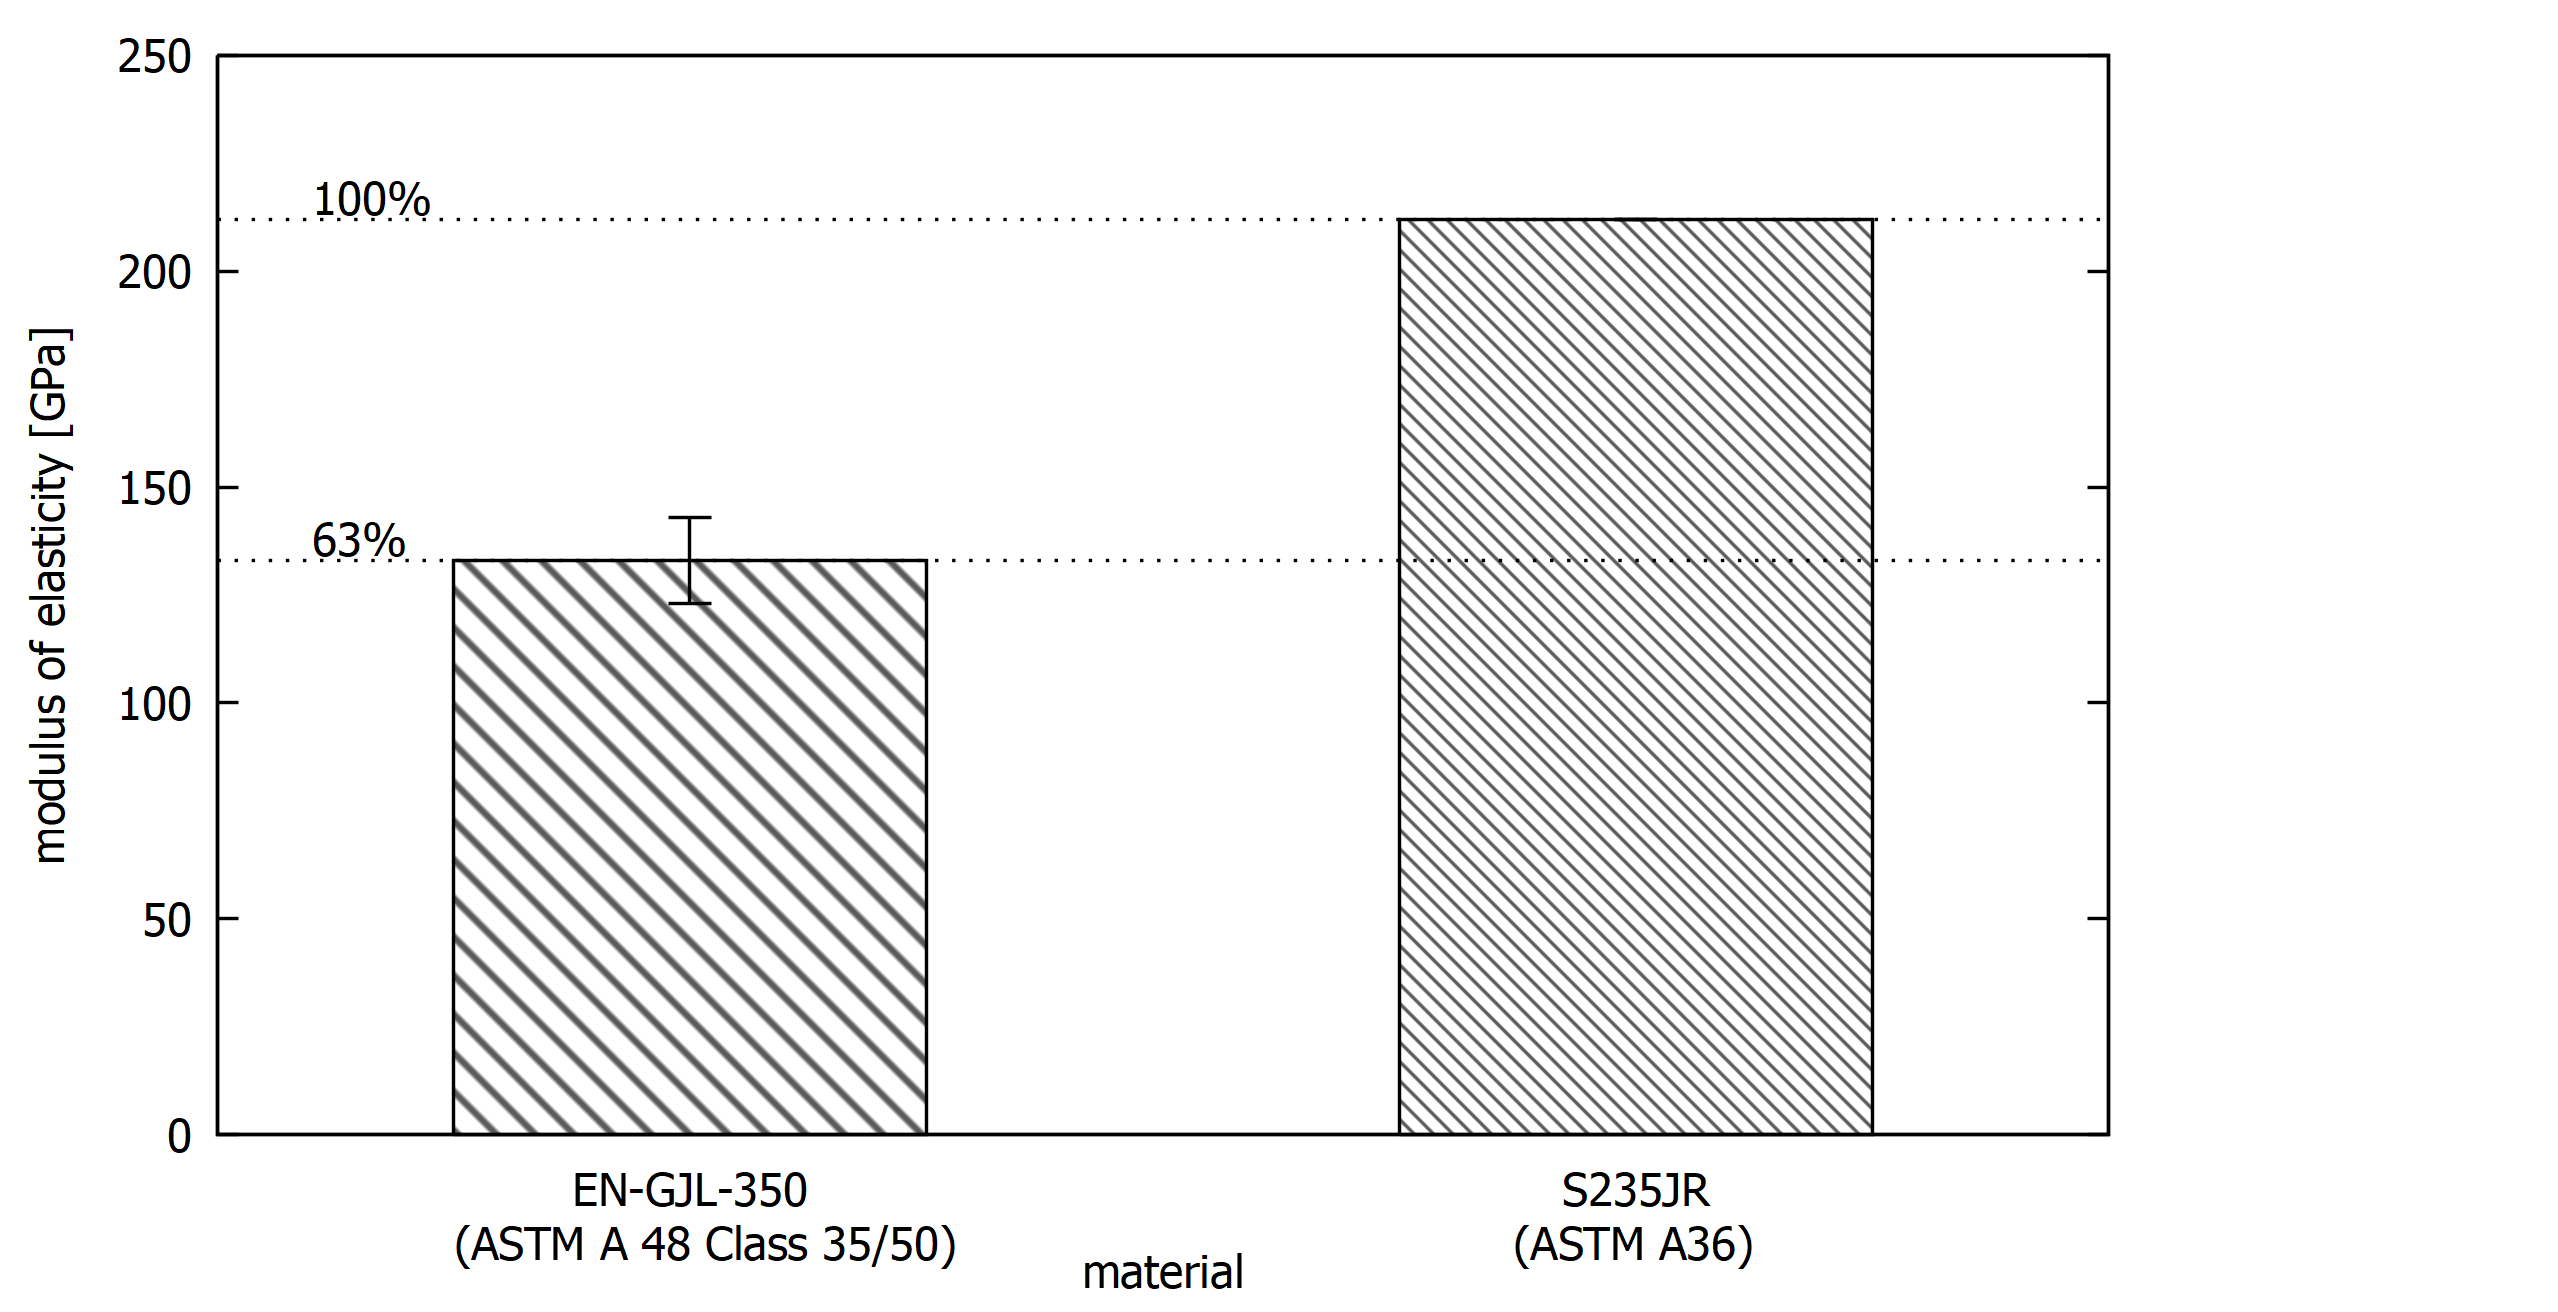 250
200
150
100
50
0
modulus of elasticity [GPa]
100%
63%
EN-GJL-350
(ASTM A 48 Class 35/50)
S235JR
(ASTM A36)
material